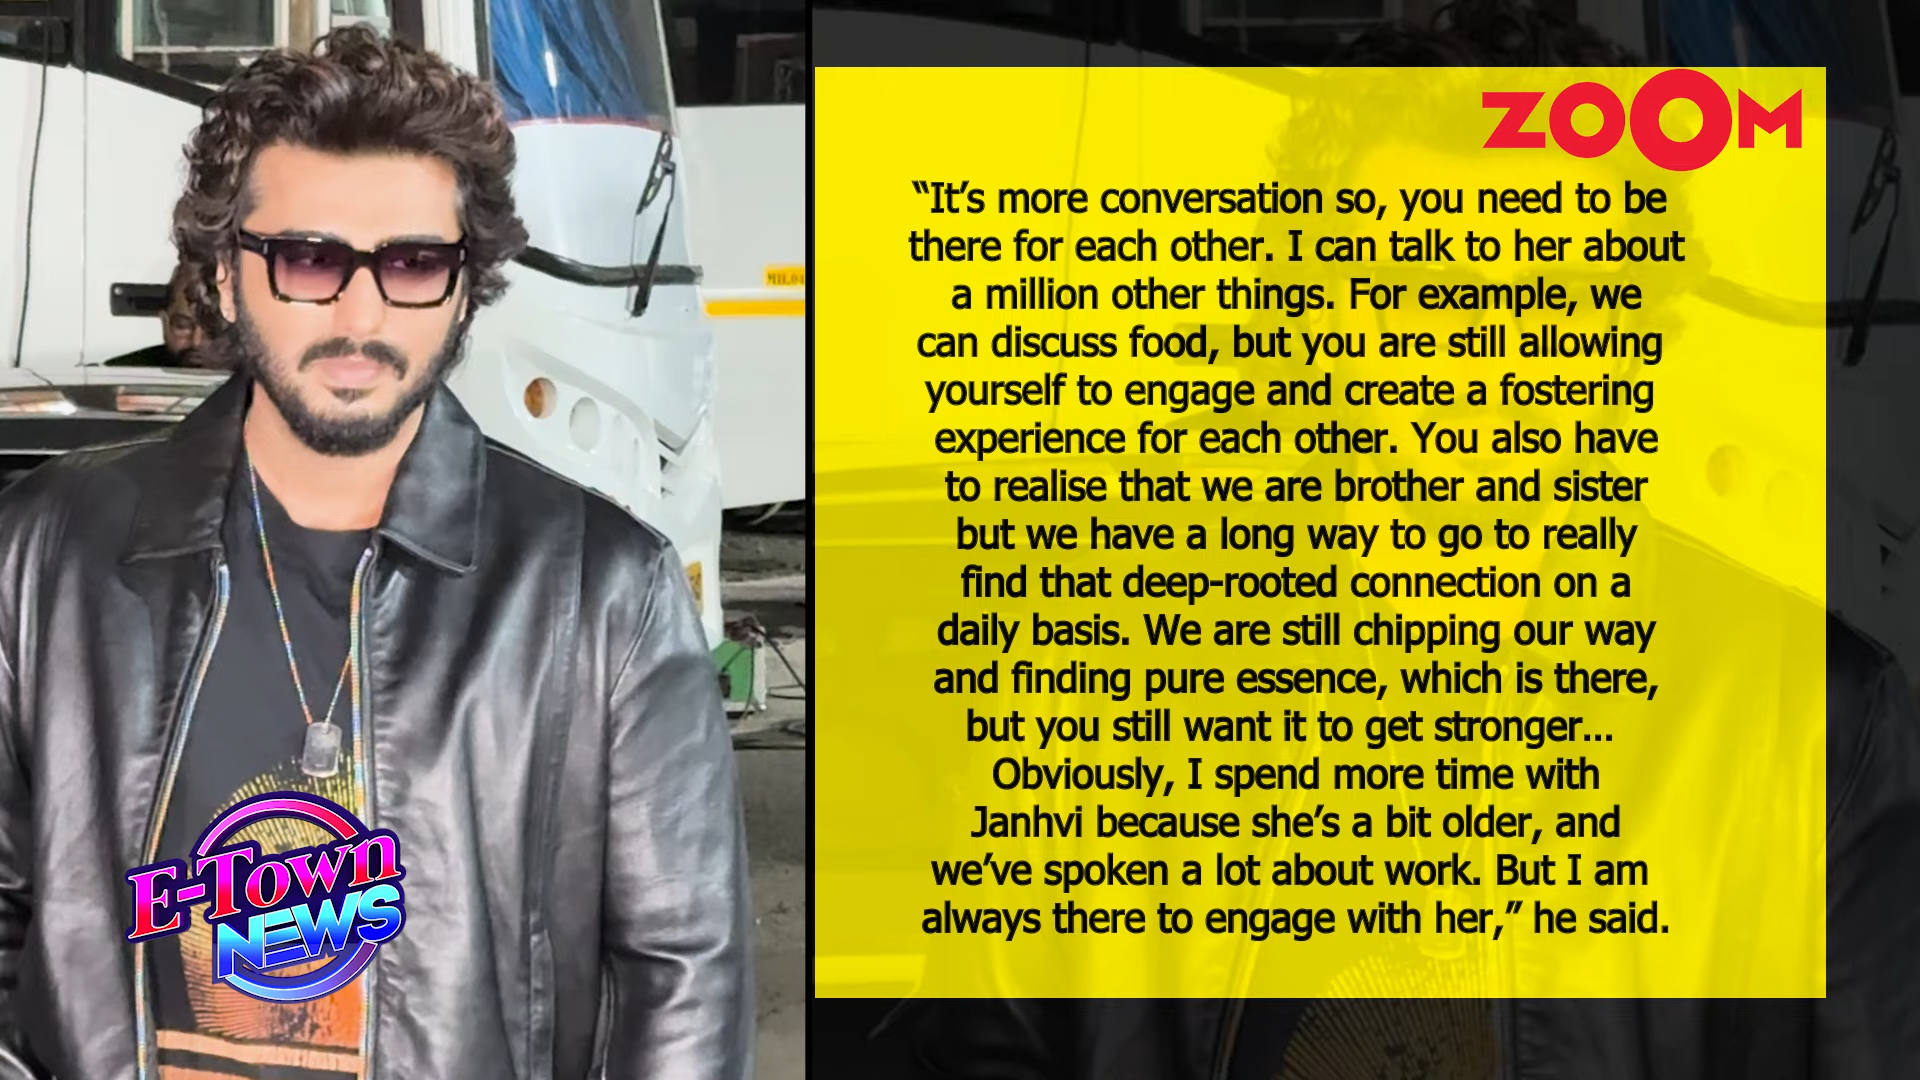 ZOOM
“It’s more conversation so, you need to be
there for each other. I can talk to her about
a million other things. For example, we
can discuss food, but you are still allowing
yourself to engage and create a fostering
experience for each other. You also have
to realise that we are brother and sister
but we have a long way to go to really
find that deep-rooted connection on a
daily basis. We are still chipping our way
and finding pure essence, which is there,
but you still want it to get stronger...
Obviously, I spend more time with
Janhvi because she’s a bit older, and
we’ve spoken a lot about work. But I am
always there to engage with her,” he said.
E-Town
NEWS